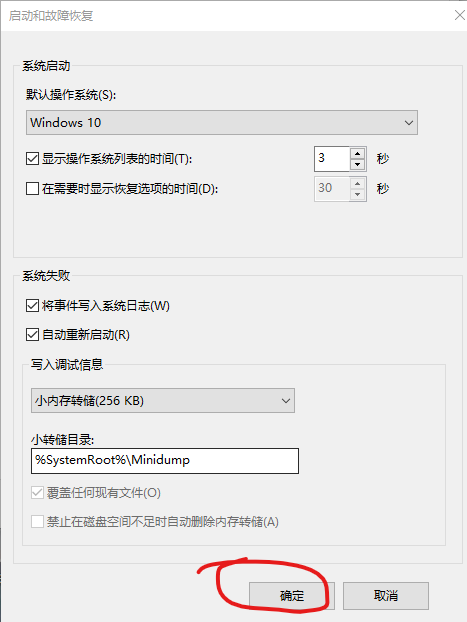 启动和故障恢复
系统启动
默认操作系统(S):
Windows 10
显示操作系统列表的时间(T): 3 秒
在需要时显示恢复选项的时间(D): 30 秒
系统失败
将事件写入系统日志(W)
自动重新启动(R)
写入调试信息
小内存转储(256 KB)
小转储目录:
%SystemRoot%\Minidump
覆盖任何现有文件(O)
禁止在磁盘空间不足时自动删除内存转储(A)
确定 取消